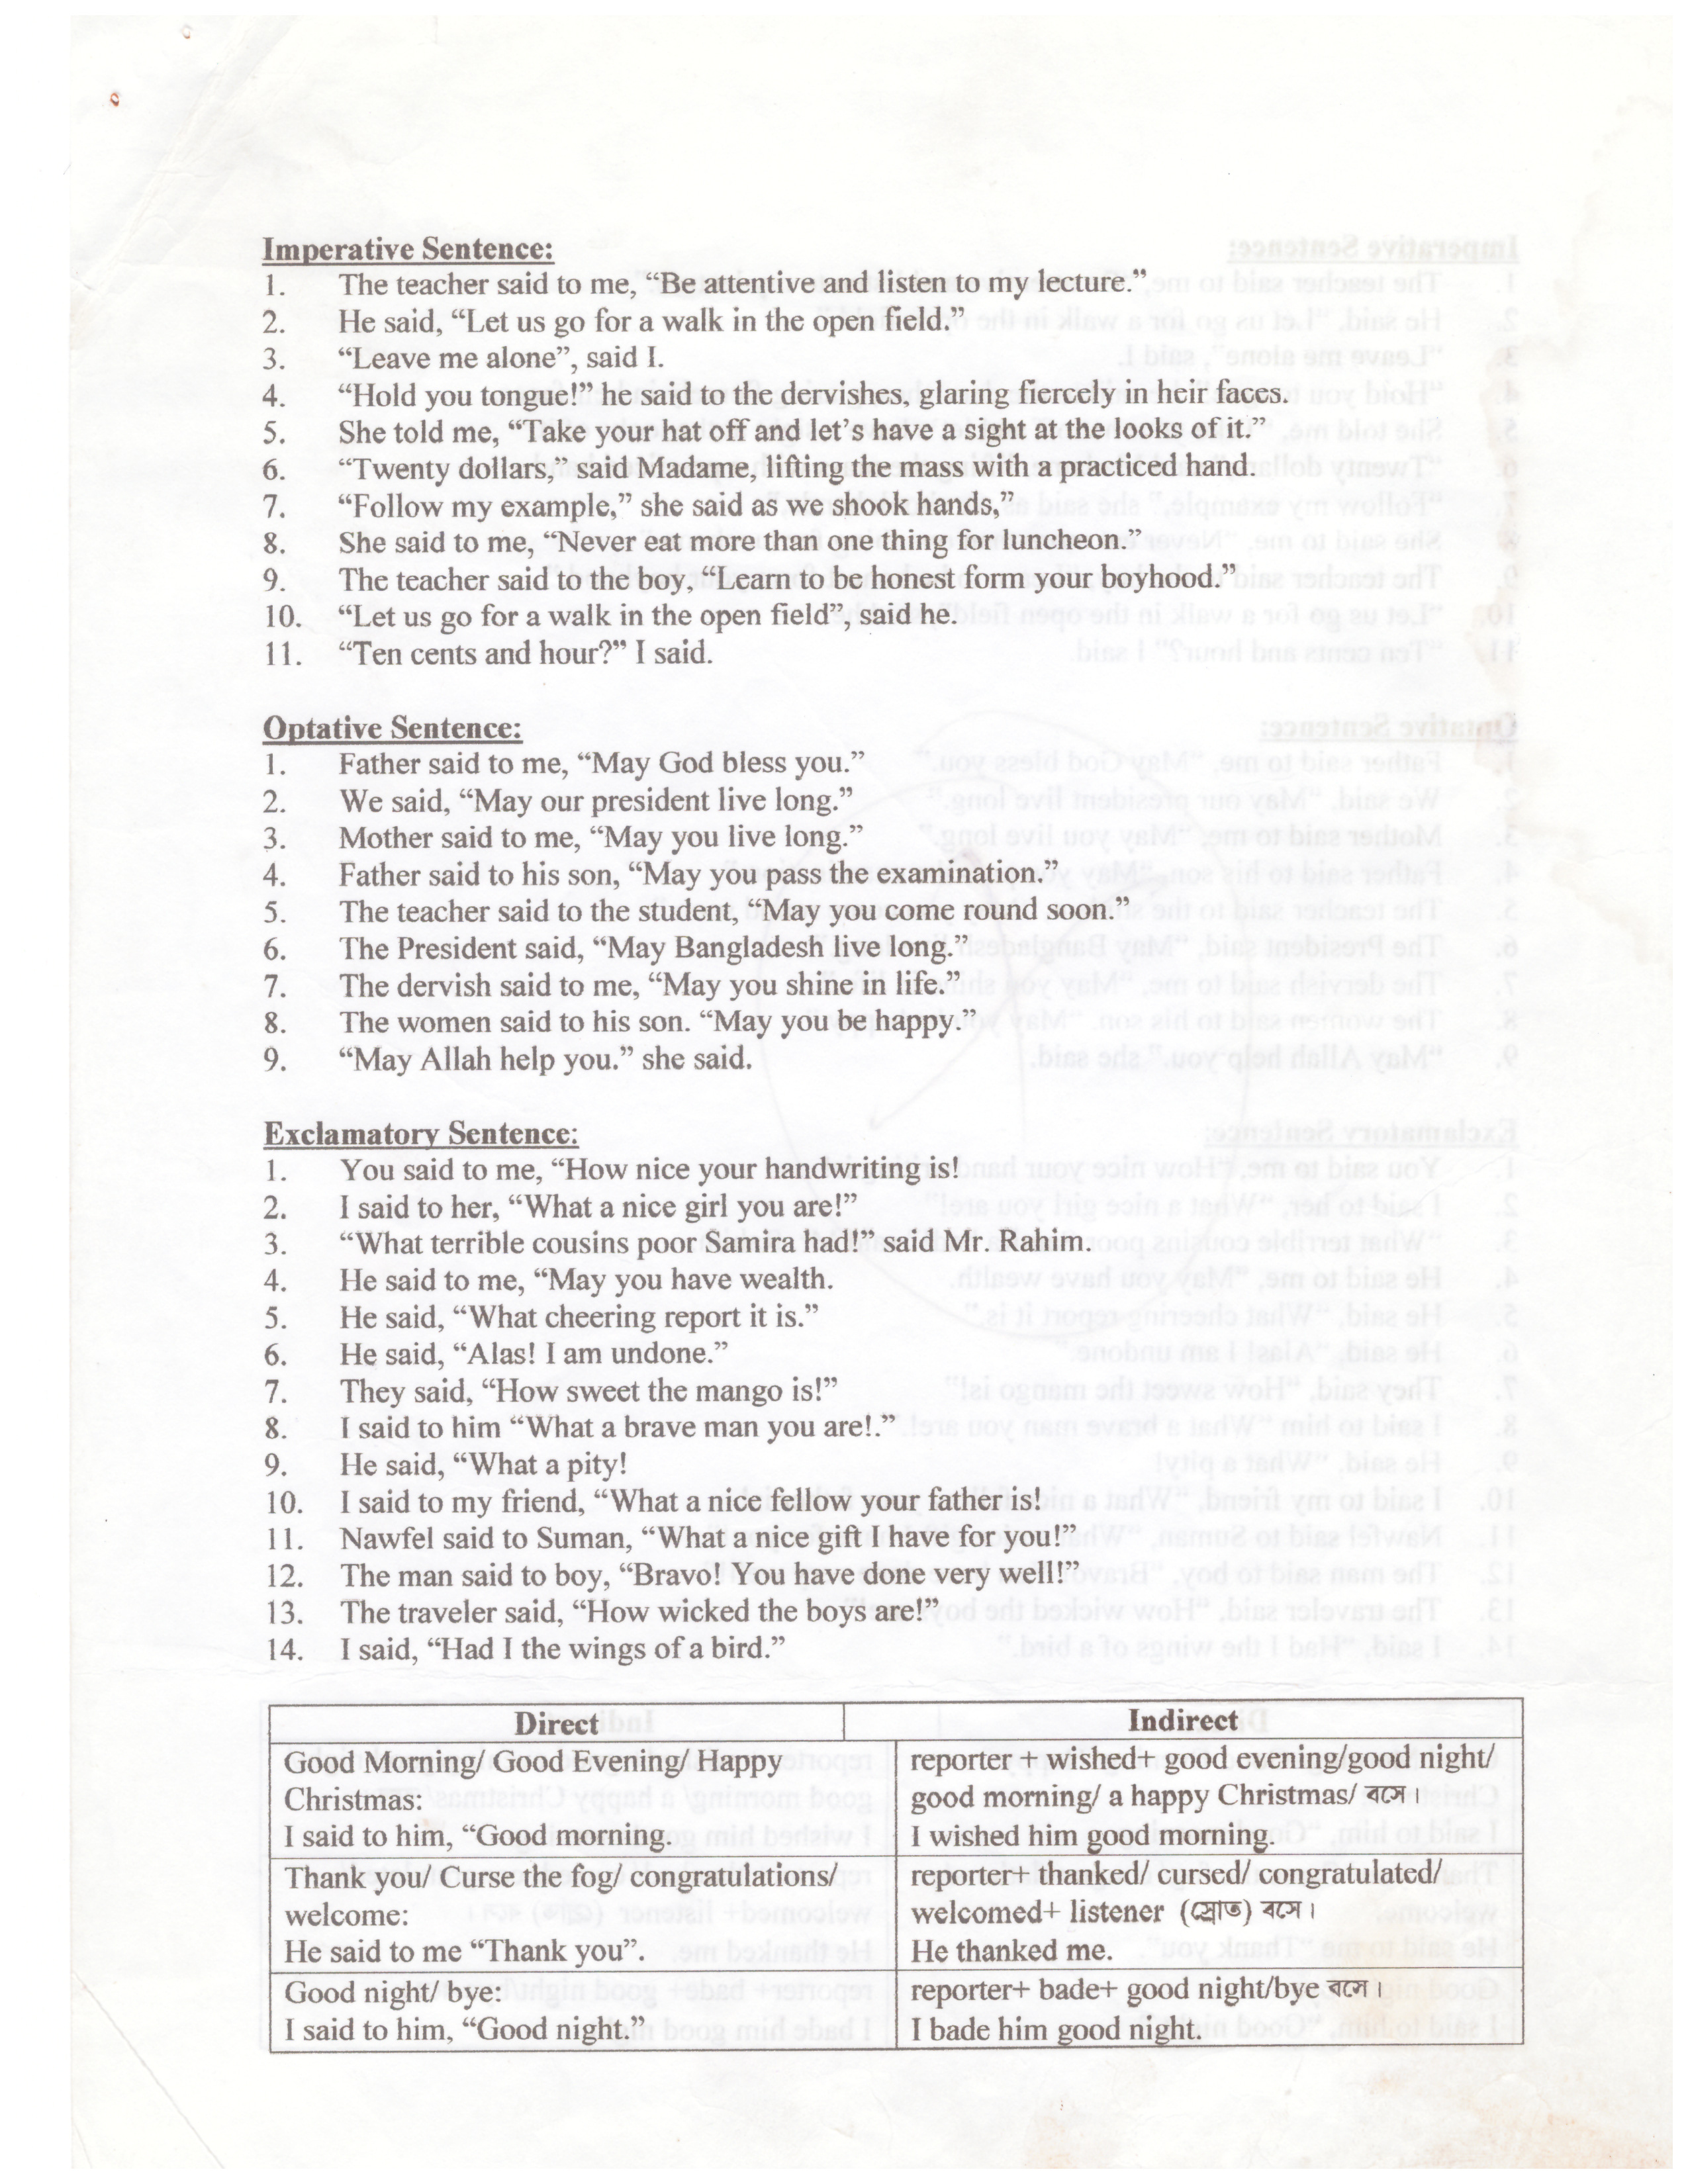 Imperative Sentence:
1. The teacher said to me, “Be attentive and listen to my lecture.”
2. He said, “Let us go for a walk in the open field.”
3. “Leave me alone”, said I.
4. “Hold you tongue!” he said to the dervishes, glaring fiercely in heir faces.
5. She told me, “Take your hat off and let’s have a sight at the looks of it.”
6. “Twenty dollars,” said Madame, lifting the mass with a practiced hand.
7. “Follow my example,” she said as we shook hands,”
8. She said to me, “Never eat more than one thing for luncheon.”
9. The teacher said to the boy, “Learn to be honest form your boyhood.”
10. “Let us go for a walk in the open field”, said he.
11. “Ten cents and hour?” I said.
Optative Sentence:
1. Father said to me, “May God bless you.”
2. We said, “May our president live long.”
3. Mother said to me, “May you live long.”
4. Father said to his son, “May you pass the examination.”
5. The teacher said to the student, “May you come round soon.”
6. The President said, “May Bangladesh live long.”
7. The dervish said to me, “May you shine in life.”
8. The women said to his son. “May you be happy.”
9. “May Allah help you.” she said.
Exclamatory Sentence:
1. You said to me, “How nice your handwriting is!
2. I said to her, “What a nice girl you are!”
3. “What terrible cousins poor Samira had!” said Mr. Rahim.
4. He said to me, “May you have wealth.
5. He said, “What cheering report it is.”
6. He said, “Alas! I am undone.”
7. They said, “How sweet the mango is!”
8. I said to him “What a brave man you are!.”
9. He said, “What a pity!
10. I said to my friend, “What a nice fellow your father is!
11. Nawfel said to Suman, “What a nice gift I have for you!”
12. The man said to boy, “Bravo! You have done very well!”
13. The traveler said, “How wicked the boys are!”
14. I said, “Had I the wings of a bird.”
Direct Indirect
Good Morning/ Good Evening/ Happy
Christmas:
I said to him, “Good morning.
reporter + wished+ good evening/good night/
good morning/ a happy Christmas/ বসে।
I wished him good morning.
Thank you/ Curse the fog/ congratulations/
welcome:
He said to me “Thank you”.
reporter+ thanked/ cursed/ congratulated/
welcomed+ listener (স্রোত) বসে।
He thanked me.
Good night/ bye:
I said to him, “Good night.”
reporter+ bade+ good night/bye বসে।
I bade him good night.